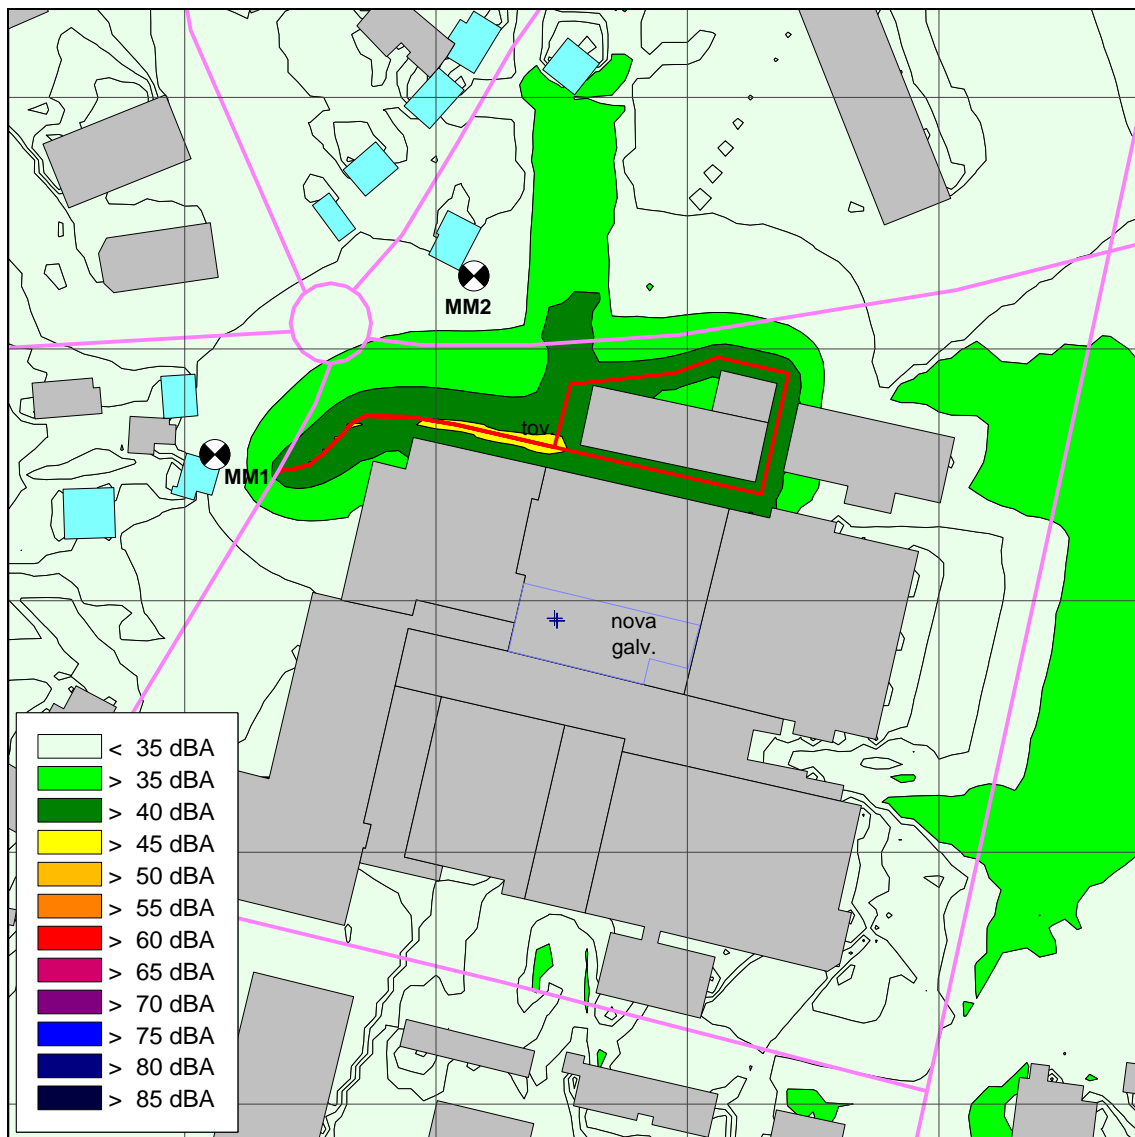 MM2
tov.
MM1
nova
galv.
< 35 dBA
> 35 dBA
> 40 dBA
> 45 dBA
> 50 dBA
> 55 dBA
> 60 dBA
> 65 dBA
> 70 dBA
> 75 dBA
> 80 dBA
> 85 dBA